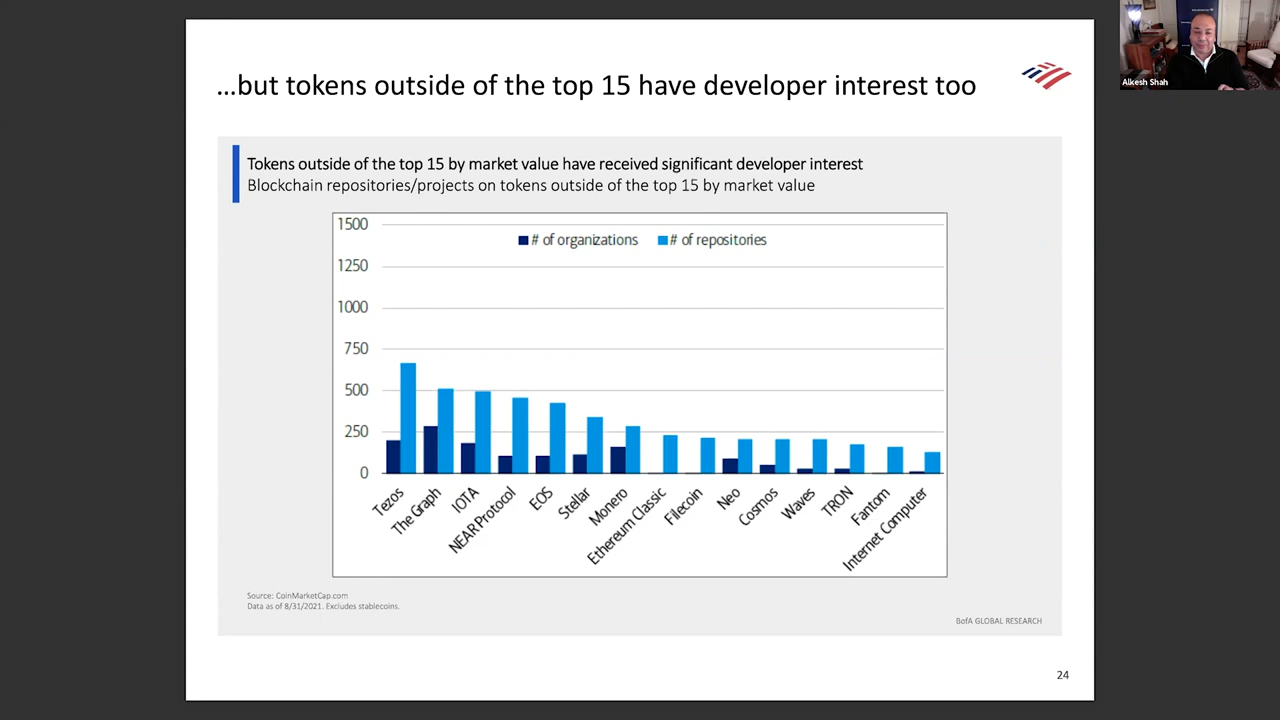 ...but tokens outside of the top 15 have developer interest too
Alkesh Shah
Tokens outside of the top 15 by market value have received significant developer interest
Blockchain repositories/projects on tokens outside of the top 15 by market value
# of organizations # of repositories
1500
1250
1000
750
500
250
0
Tezos
The Graph
IOTA
NEAR Protocol
EOS
Stellar
Monero
Ethereum Classic
Filecoin
Neo
Cosmos
Waves
TRON
Fantom
Internet Computer
Source: CoinMarketCap.com
Data as of 8/31/2021. Excludes stablecoins.
BofA GLOBAL RESEARCH
24